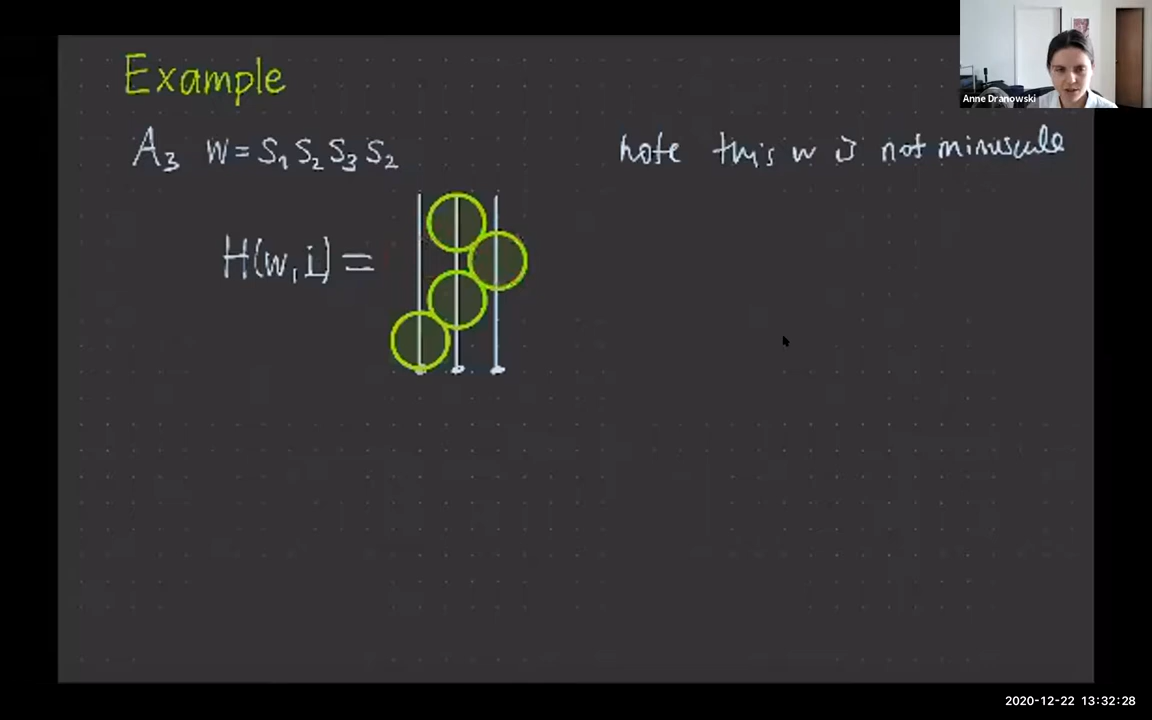 Example
Anne Dranowski
A₃ w = s₁ s₂ s₃ s₂
note this w is not minuscule
H(w, i) =
2020-12-22 13:32:28